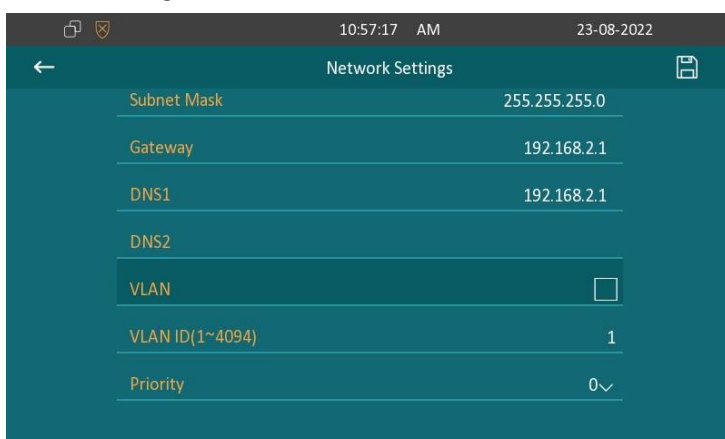 10:57:17 AM 23-08-2022
Network Settings
Subnet Mask 255.255.255.0
Gateway 192.168.2.1
DNS1 192.168.2.1
DNS2
VLAN
VLAN ID(1~4094) 1
Priority 0